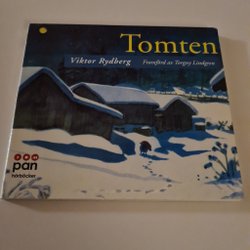 Tomten
Viktor Rydberg
Framförd av Torgny Lindgren
pan
hörböcker